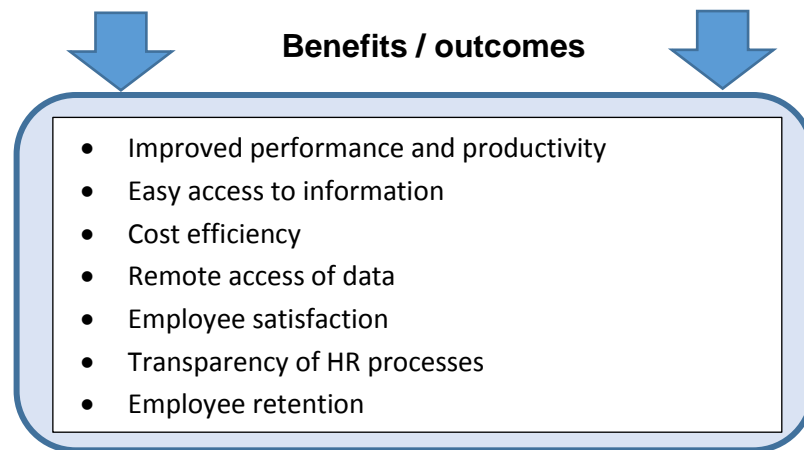 Benefits / outcomes
• Improved performance and productivity
• Easy access to information
• Cost efficiency
• Remote access of data
• Employee satisfaction
• Transparency of HR processes
• Employee retention